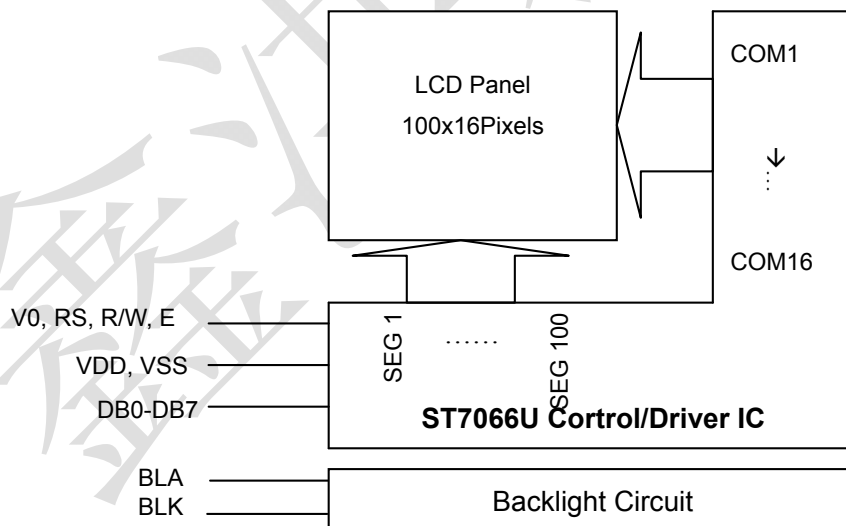 LCD Panel
100x16Pixels
COM1
COM16
V0, RS, R/W, E
VDD, VSS
DB0-DB7
SEG 1
......
SEG 100
ST7066U Cortrol/Driver IC
BLA
BLK
Backlight Circuit